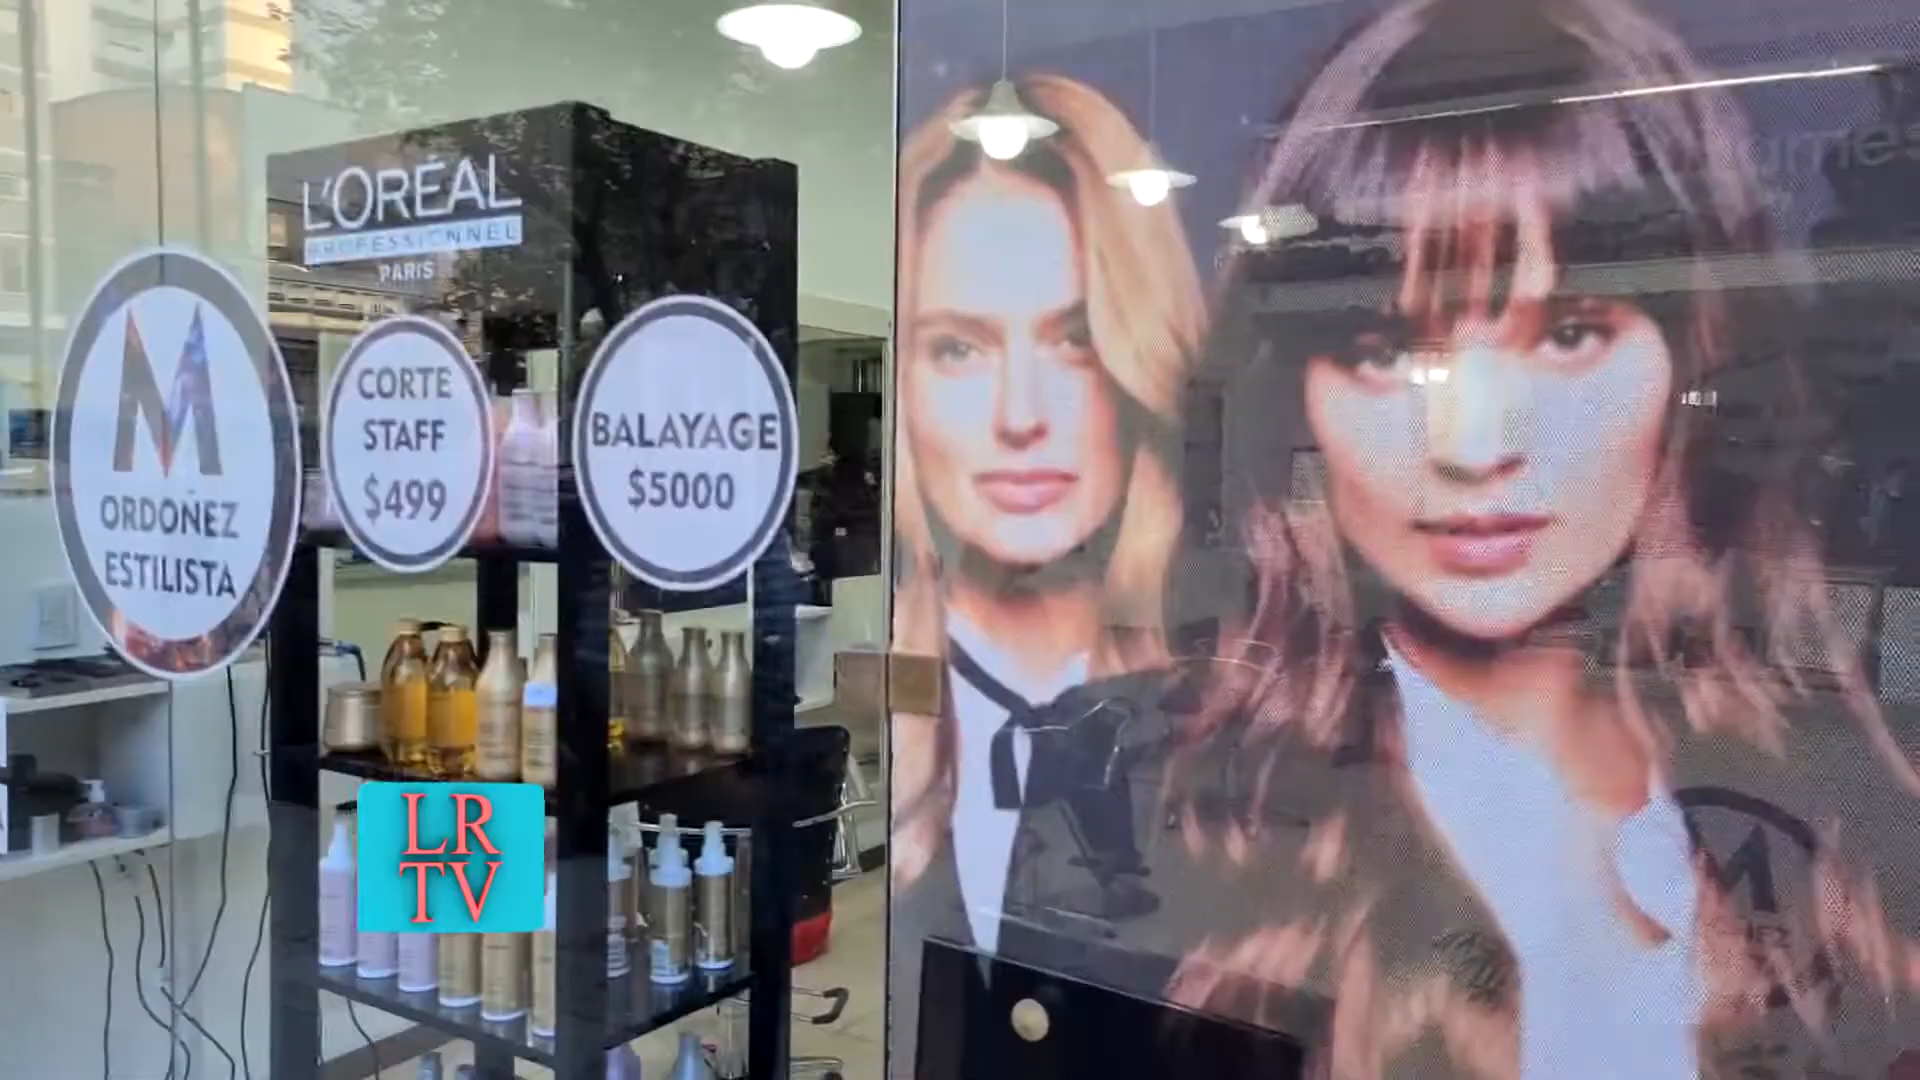 L'ORÉAL
PROFESSIONNEL
PARIS
M
ORDOÑEZ
ESTILISTA
CORTE
STAFF
$499
BALAYAGE
$5000
LR
TV
M